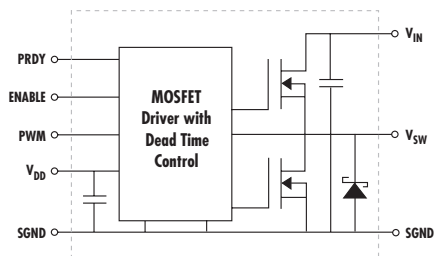 PRDY
ENABLE
PWM
VDD
SGND
MOSFET
Driver with
Dead Time
Control
VIN
VSW
SGND